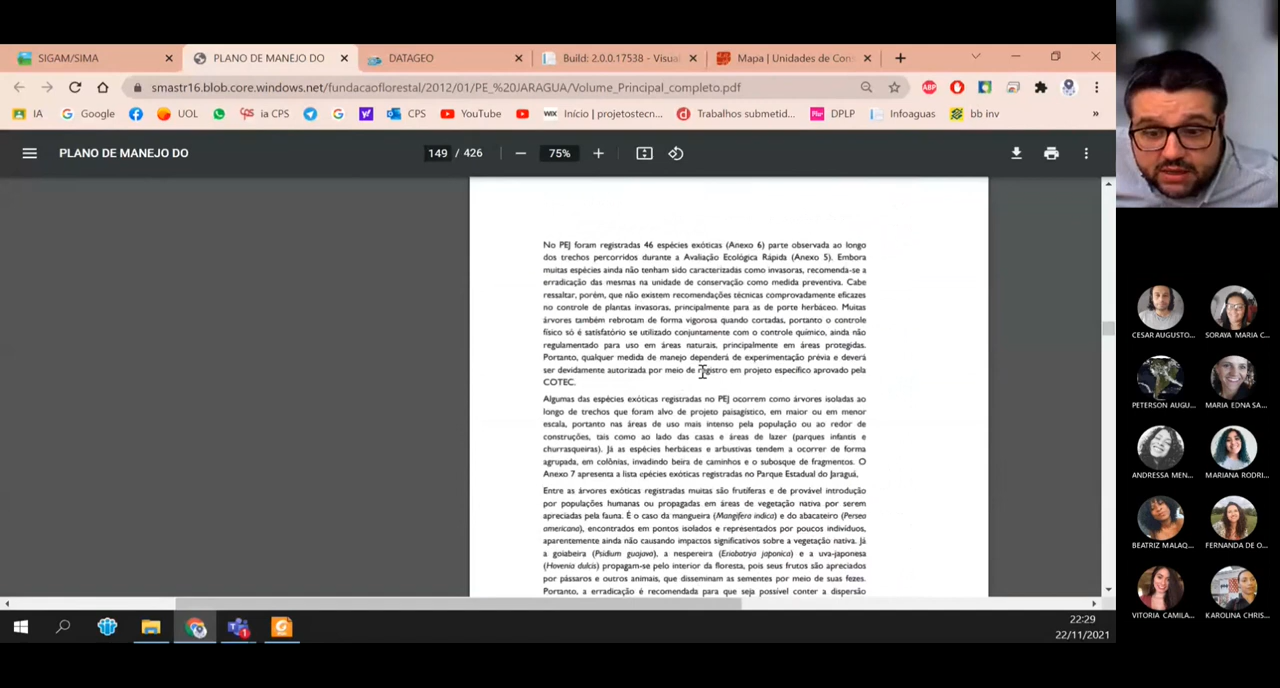 SIGAM/SIMA
PLANO DE MANEJO DO
DATAGEO
Build: 2.0.0.17538 - Visual
Mapa | Unidades de Con
smastr16.blob.core.windows.net/fundacaoflorestal/2012/01/PE_%20JARAGUA/Volume_Principal_completo.pdf
ABP
IA
Google
UOL
ia CPS
CPS
YouTube
WIX Início | projetostecn...
Trabalhos submetid...
DPLP
Infoaguas
bb inv
»
PLANO DE MANEJO DO
149 / 426
75%
No PEJ foram registradas 46 espécies exóticas (Anexo 6) parte observada ao longo
dos trechos percorridos durante a Avaliação Ecológica Rápida (Anexo 5). Embora
muitas espécies ainda não tenham sido caracterizadas como invasoras, recomenda-se a
erradicação das mesmas na unidade de conservação como medida preventiva. Cabe
ressaltar, porém, que não existem recomendações técnicas comprovadamente eficazes
no controle de plantas invasoras, principalmente para as de porte herbáceo. Muitas
árvores também rebrotam de forma vigorosa quando cortadas, portanto o controle
físico só é satisfatório se utilizado conjuntamente com o controle químico, ainda não
regulamentado para uso em áreas naturais, principalmente em áreas protegidas.
Portanto, qualquer medida de manejo dependerá de experimentação prévia e deverá
ser devidamente autorizada por meio de registro em projeto específico aprovado pela
COTEC.
Algumas das espécies exóticas registradas no PEJ ocorrem como árvores isoladas ao
longo de trechos que foram alvo de projeto paisagístico, em maior ou em menor
escala, portanto nas áreas de uso mais intenso pela população ou ao redor de
construções, tais como ao lado das casas e áreas de lazer (parques infantis e
churrasqueiras). Já as espécies herbáceas e arbustivas tendem a ocorrer de forma
agrupada, em colônias, invadindo beira de caminhos e o subosque de fragmentos. O
Anexo 7 apresenta a lista cpécies exóticas registradas no Parque Estadual do Jaraguá.
Entre as árvores exóticas registradas muitas são frutíferas e de provável introdução
por populações humanas ou propagadas em áreas de vegetação nativa por serem
apreciadas pela fauna. É o caso da mangueira (Mangifera indica) e do abacateiro (Persea
americana), encontrados em pontos isolados e representados por poucos indivíduos,
aparentemente ainda não causando impactos significativos sobre a vegetação nativa. Já
a goiabeira (Psidium guajava), a nespereira (Eriobotrya japonica) e a uva-japonesa
(Hovenia dulcis) propagam-se pelo interior da floresta, pois seus frutos são apreciados
por pássaros e outros animais, que disseminam as sementes por meio de suas fezes.
Portanto, a erradicação é recomendada para que seja possível conter a dispersão
CESAR AUGUSTO...
SORAYA MARIA C...
PETERSON AUGU...
MARIA EDNA SA...
ANDRESSA MEN...
MARIANA RODRI...
BEATRIZ MALAQ...
FERNANDA DE O...
VITORIA CAMILA...
KAROLINA CHRIS...
22:29
22/11/2021